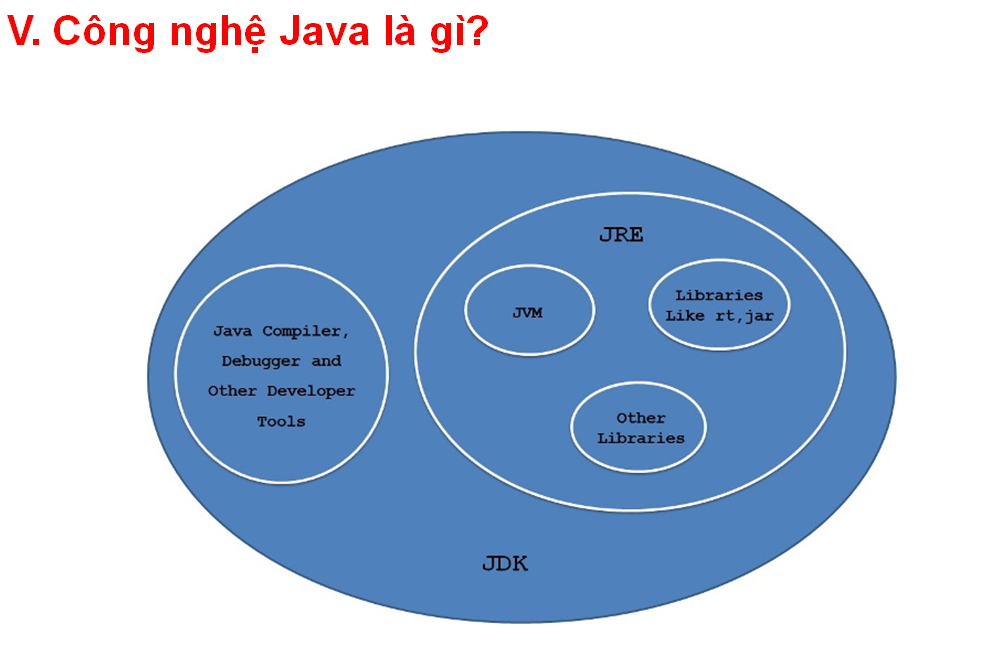 V. Công nghệ Java là gì?
JRE
JVM
Libraries
Like rt,jar
Java Compiler,
Debugger and
Other Developer
Tools
Other
Libraries
JDK